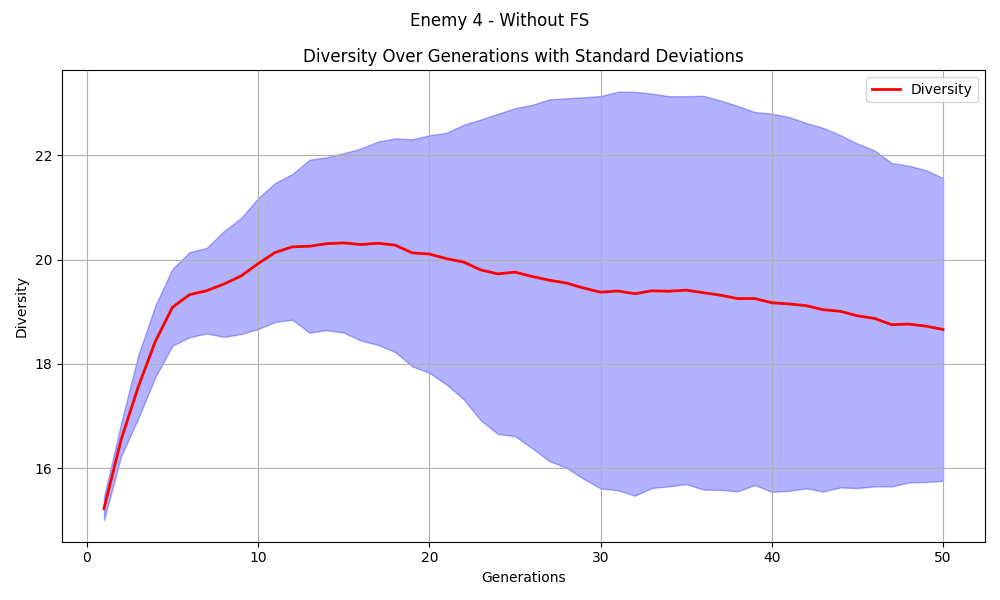 Enemy 4 - Without FS
Diversity Over Generations with Standard Deviations
Diversity
Diversity
22
20
18
16
0
10
20
30
40
50
Generations